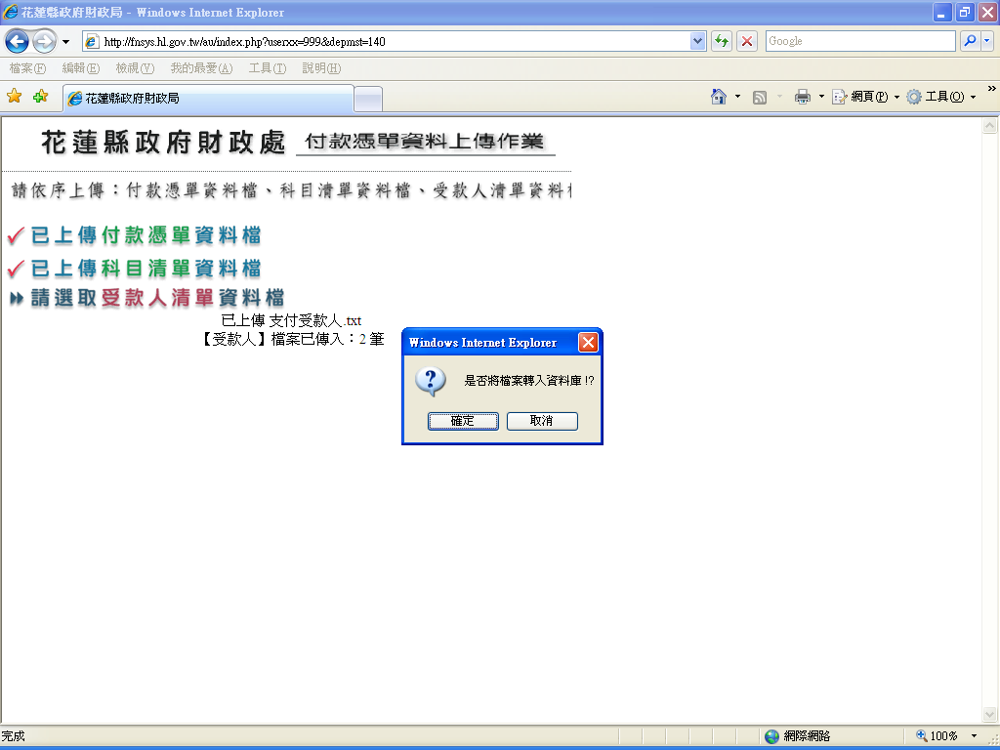 花蓮縣政府財政局 - Windows Internet Explorer
http://fnsys.hl.gov.tw/au/index.php?userxx=999&depmst=140
Google
檔案(F) 編輯(E) 檢視(V) 我的最愛(A) 工具(T) 說明(H)
花蓮縣政府財政局
網頁(P) 工具(O) »
花蓮縣政府財政處 付款憑單資料上傳作業
請依序上傳：付款憑單資料檔、科目清單資料檔、受款人清單資料
已上傳付款憑單資料檔
已上傳科目清單資料檔
請選取受款人清單資料檔
已上傳 支付受款人.txt
【受款人】檔案已傳入：2 筆
Windows Internet Explorer
是否將檔案轉入資料庫 !?
確定 取消
完成 網際網路 100%